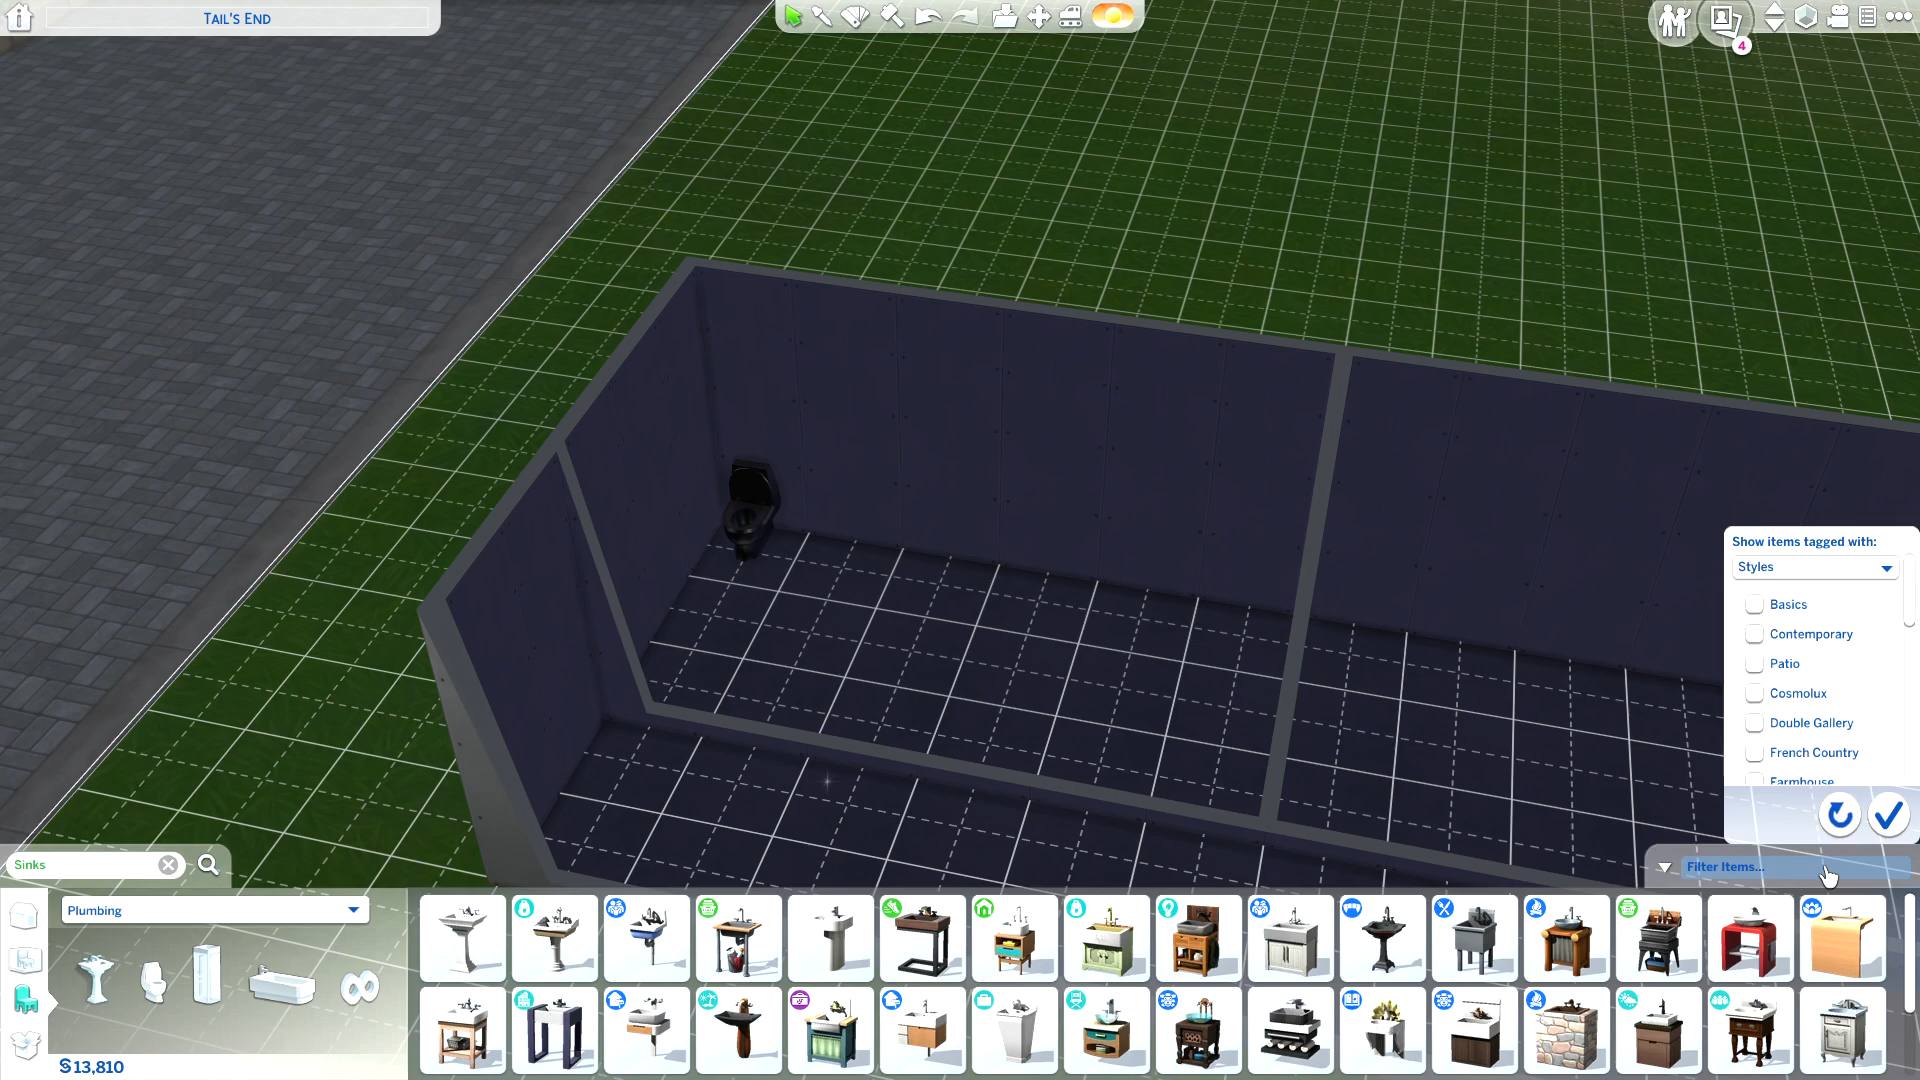 TAIL'S END
4
Show items tagged with:
Styles
Basics
Contemporary
Patio
Cosmolux
Double Gallery
French Country
Farmhouse
Sinks
Filter Items...
Plumbing
§13,810